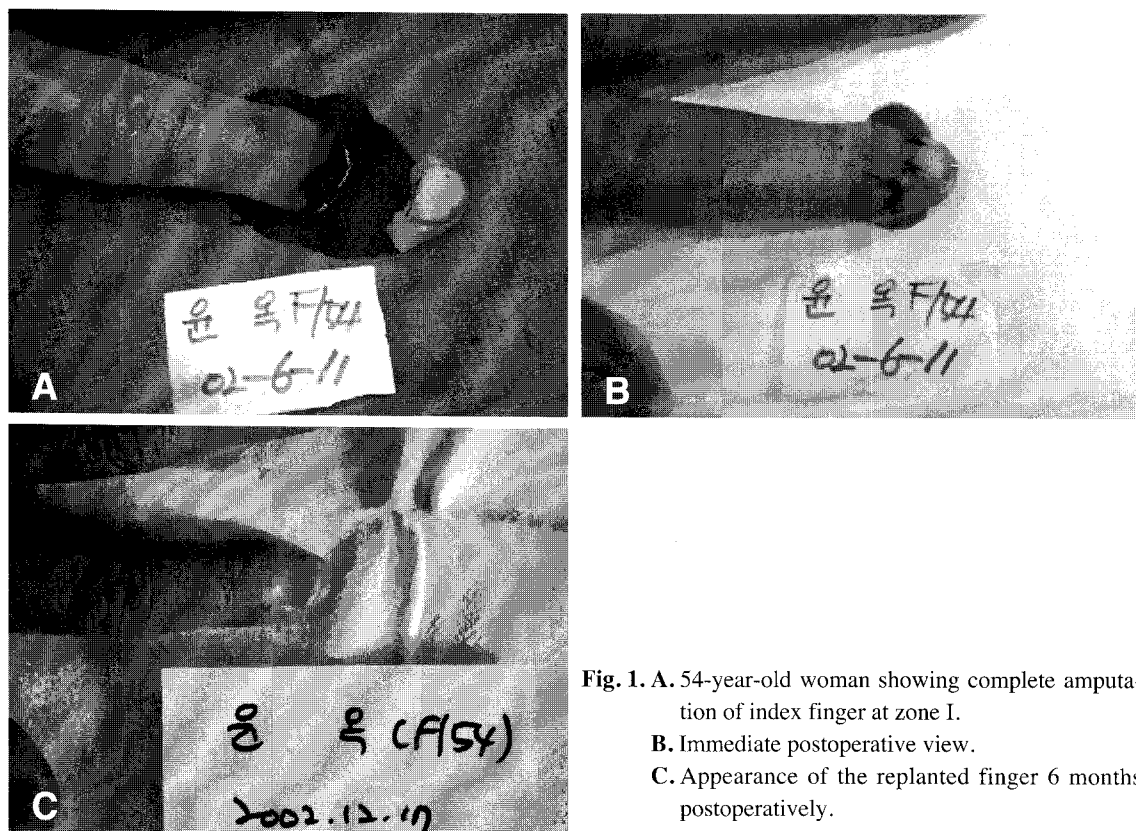 윤 옥 F/54
02-6-11
A
윤 옥 F/54
02-6-11
B
윤 옥 (F/54)
2002.12.17
C
Fig. 1. A. 54-year-old woman showing complete amputa-
tion of index finger at zone I.
B. Immediate postoperative view.
C. Appearance of the replanted finger 6 months
postoperatively.